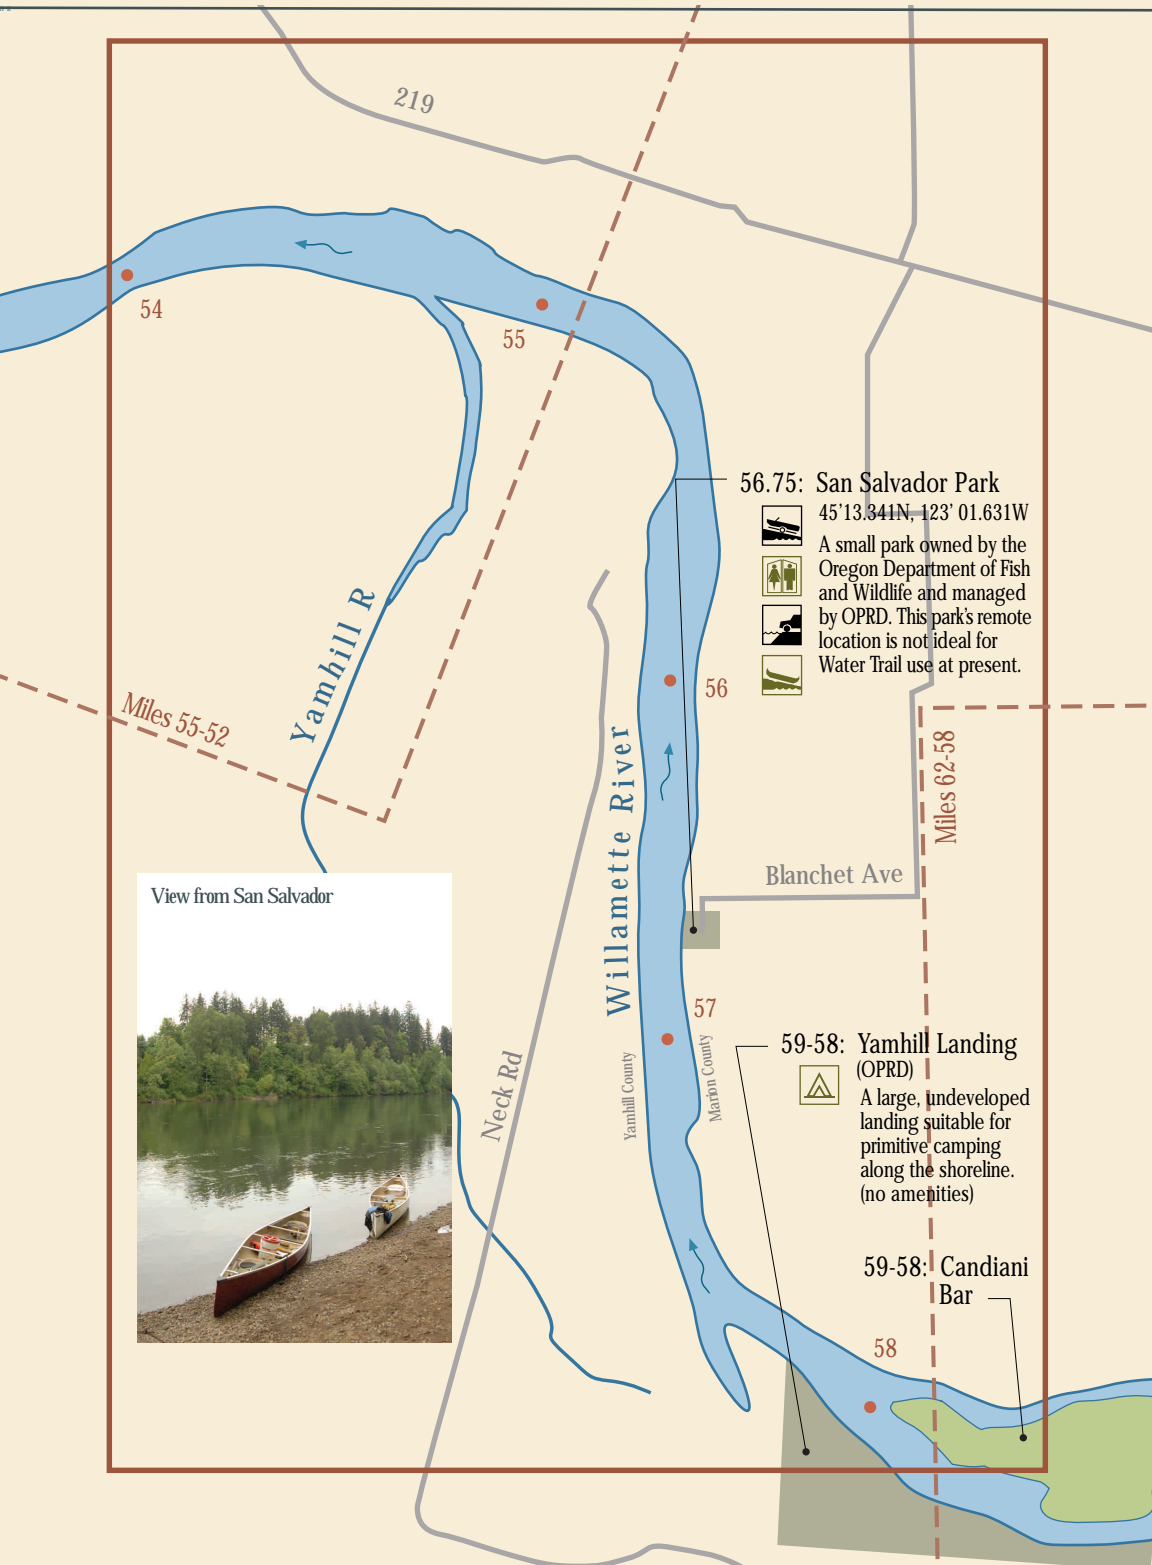 219
54
55
56.75: San Salvador Park
45'13.341N, 123' 01.631W
A small park owned by the
Oregon Department of Fish
and Wildlife and managed
by OPRD. This park's remote
location is not ideal for
Water Trail use at present.
Yamhill R
56
Miles 55-52
Willamette River
Miles 62-58
Blanchet Ave
View from San Salvador
57
Yamhill County
Marion County
Neck Rd
59-58: Yamhill Landing
(OPRD)
A large, undeveloped
landing suitable for
primitive camping
along the shoreline.
(no amenities)
59-58: Candiani
Bar
58